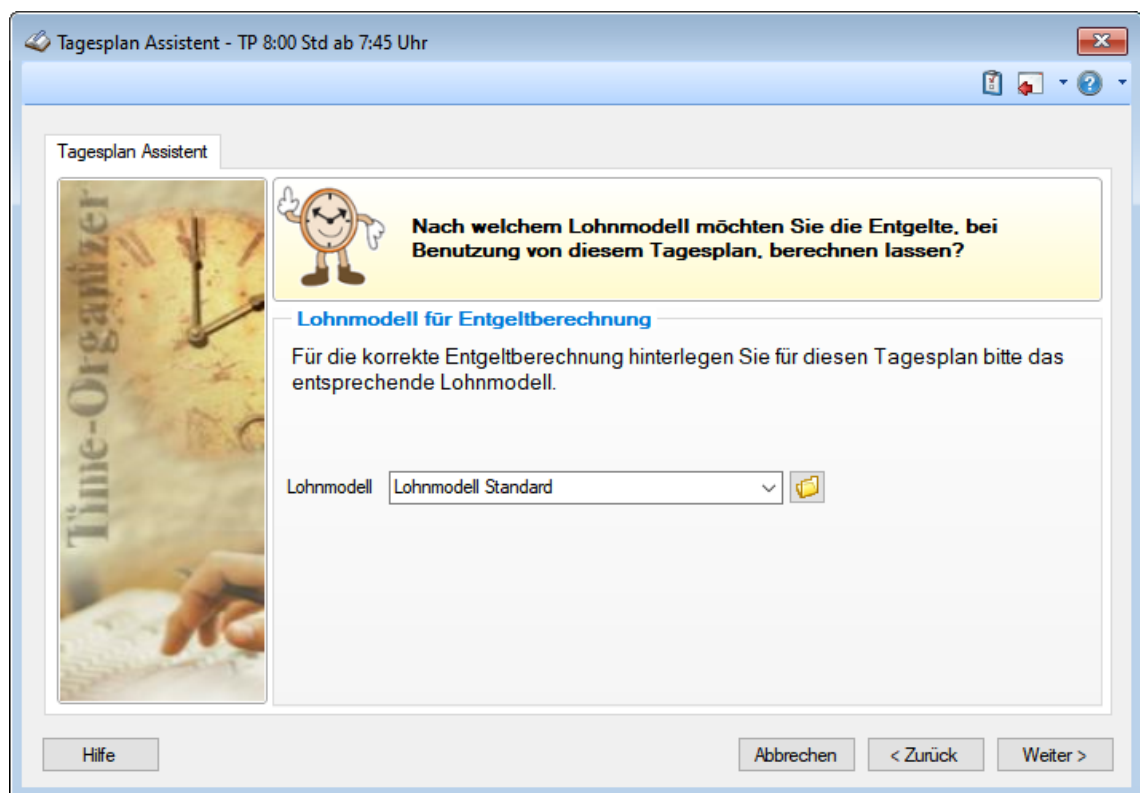 Tagesplan Assistent - TP 8:00 Std ab 7:45 Uhr
Tagesplan Assistent
Time-Organizer
Nach welchem Lohnmodell möchten Sie die Entgelte, bei
Benutzung von diesem Tagesplan, berechnen lassen?
Lohnmodell für Entgeltberechnung
Für die korrekte Entgeltberechnung hinterlegen Sie für diesen Tagesplan bitte das
entsprechende Lohnmodell.
Lohnmodell Lohnmodell Standard
Hilfe Abbrechen < Zurück Weiter >